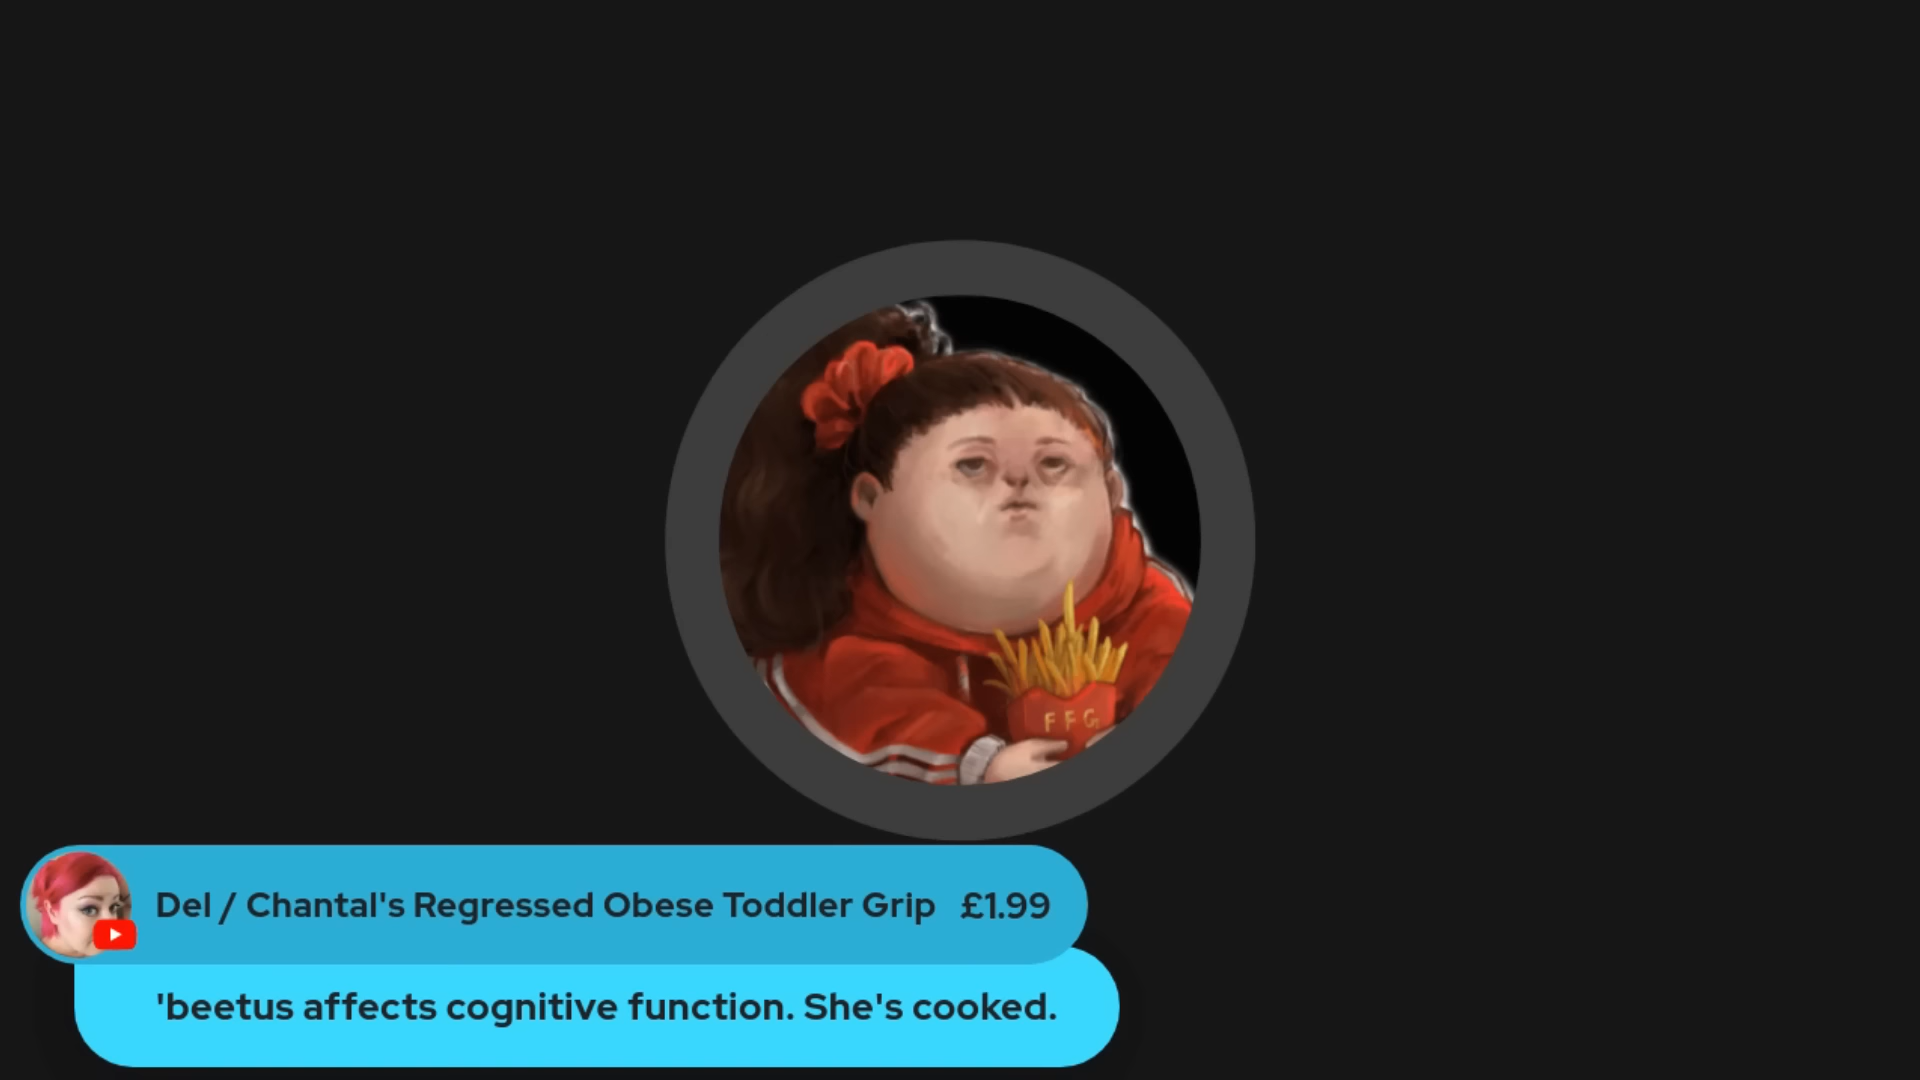 F F G
Del / Chantal's Regressed Obese Toddler Grip £1.99
'beetus affects cognitive function. She's cooked.